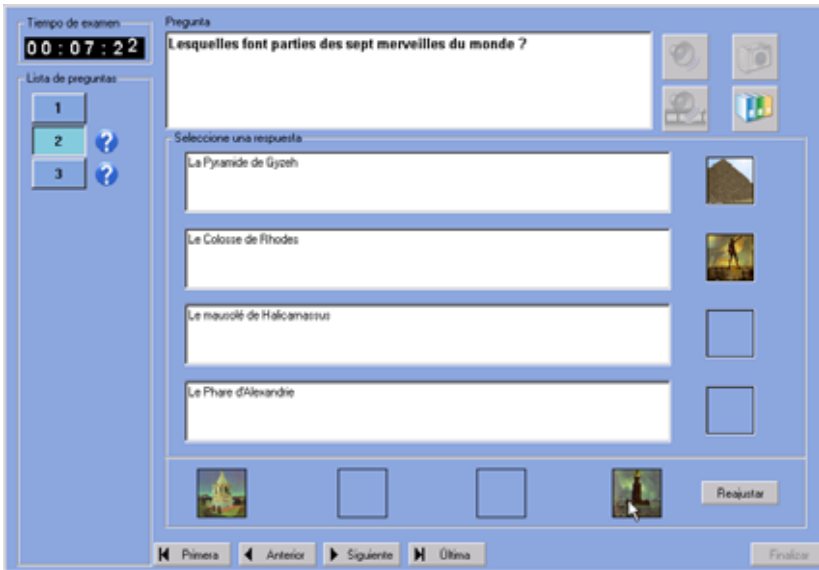 Tiempo de examen
00:07:22
Lista de preguntas
1
2
3
Pregunta
Lesquelles font parties des sept merveilles du monde ?
Seleccione una respuesta
La Pyramide de Gyzeh
Le Colosse de Rhodes
Le mausolé de Halicarnassus
Le Phare d'Alexandrie
Reajustar
Primera
Anterior
Siguiente
Última
Finalizar